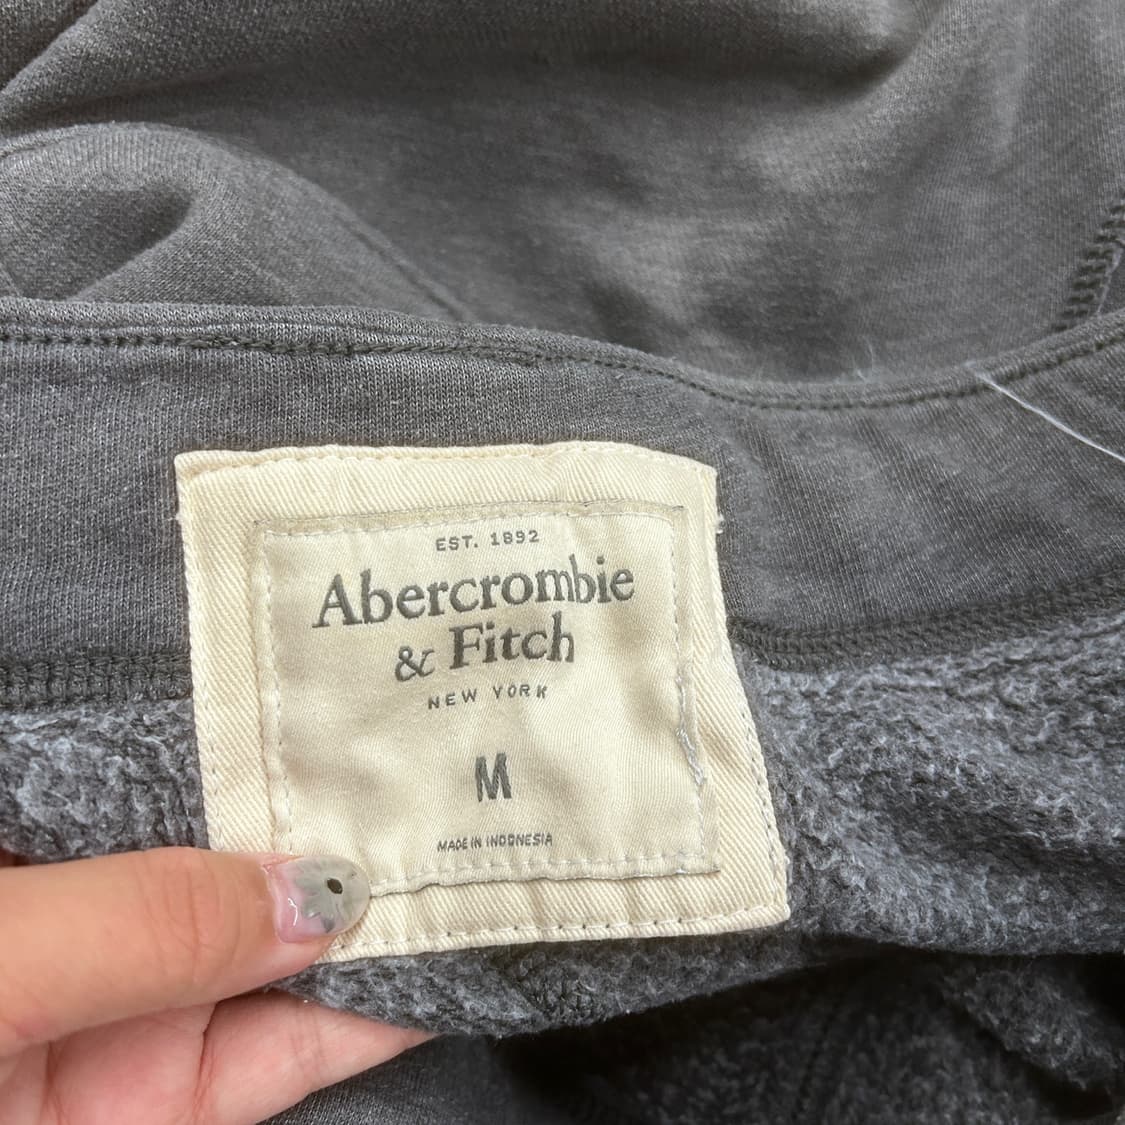 EST. 1892
Abercrombie
& Fitch
NEW YORK
M
MADE IN INDONESIA